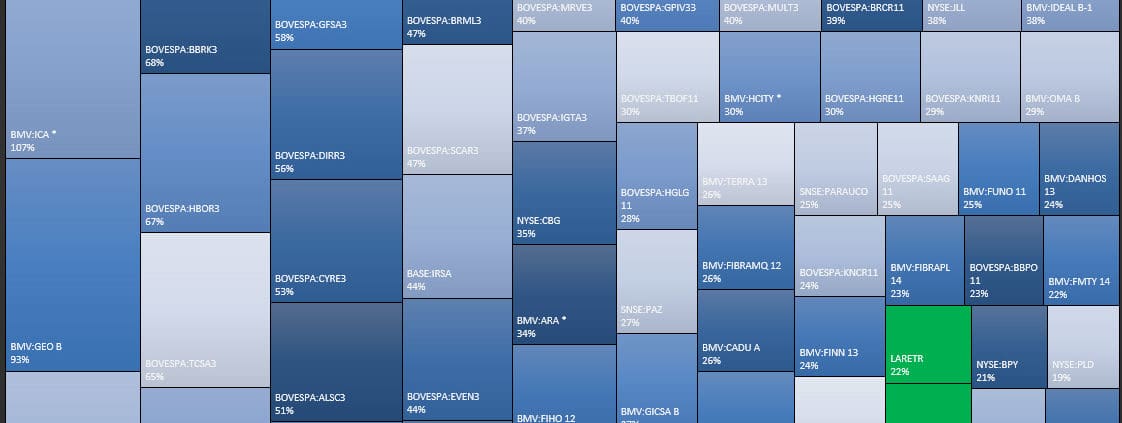 BMV:ICA *
107%
BMV:GEO B
93%
BOVESPA:BBRK3
68%
BOVESPA:HBOR3
67%
BOVESPA:TCSA3
65%
BOVESPA:GFSA3
58%
BOVESPA:DIRR3
56%
BOVESPA:CYRE3
53%
BOVESPA:ALSC3
51%
BOVESPA:BRML3
47%
BOVESPA:SCAR3
47%
BASE:IRSA
44%
BOVESPA:EVEN3
44%
BOVESPA:MRVE3
40%
BOVESPA:GPIV33
40%
BOVESPA:MULT3
40%
BOVESPA:BRCR11
39%
NYSE:JLL
38%
BMV:IDEAL B-1
38%
BOVESPA:IGTA3
37%
NYSE:CBG
35%
BMV:ARA *
34%
BMV:FIHO 12
BOVESPA:TBOF11
30%
BMV:HCITY *
30%
BOVESPA:HGRE11
30%
BOVESPA:KNRI11
29%
BMV:OMA B
29%
BOVESPA:HGLG
11
28%
SNSE:PAZ
27%
BMV:GICSA B
BMV:TERRA 13
26%
BMV:FIBRAMQ 12
26%
BMV:CADU A
26%
SNSE:PARAUCO
25%
BOVESPA:SAAG
11
25%
BMV:FUNO 11
25%
BMV:DANHOS
13
24%
BOVESPA:KNCR11
24%
BMV:FINN 13
24%
BMV:FIBRAPL
14
23%
BOVESPA:BBPO
11
23%
BMV:FMTY 14
22%
LARETR
22%
NYSE:BPY
21%
NYSE:PLD
19%